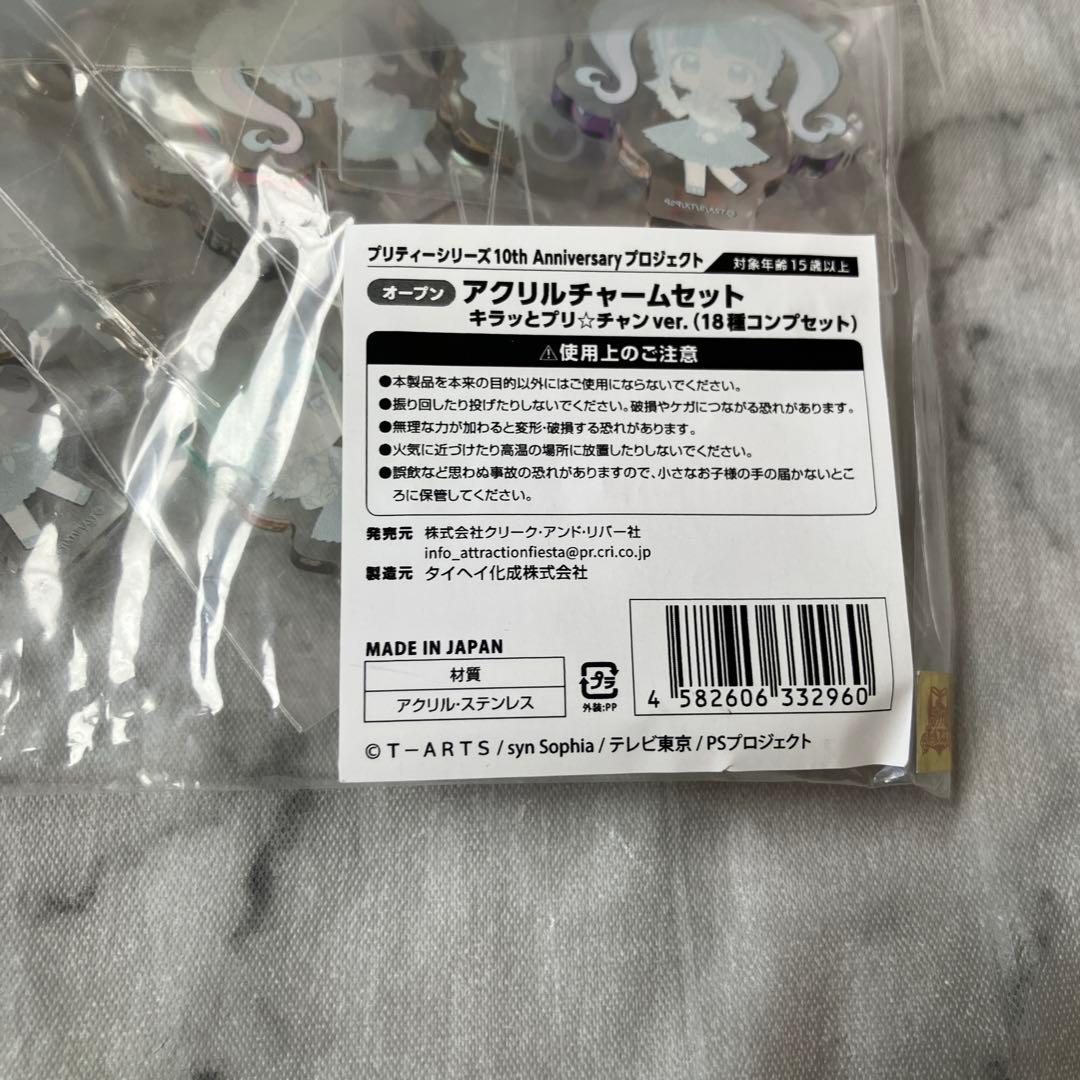 プリティーシリーズ10th Anniversaryプロジェクト
対象年齢15歳以上
オープン アクリルチャームセット
キラッとプリ☆チャンver.(18種コンプセット)
⚠使用上のご注意
●本製品を本来の目的以外にはご使用にならないでください。
●振り回したり投げたりしないでください。破損やケガにつながる恐れがあります。
●無理な力が加わると変形・破損する恐れがあります。
●火気に近づけたり高温の場所に放置したりしないでください。
●誤飲など思わぬ事故の恐れがありますので、小さなお子様の手の届かないとこ
ろに保管してください。
発売元 株式会社クリーク・アンド・リバー社
info_attractionfiesta@pr.cri.co.jp
製造元 タイヘイ化成株式会社
MADE IN JAPAN
材質
アクリル・ステンレス
プラ
外装:PP
4 582606 332960
©T-ARTS / syn Sophia / テレビ東京 / PSプロジェクト